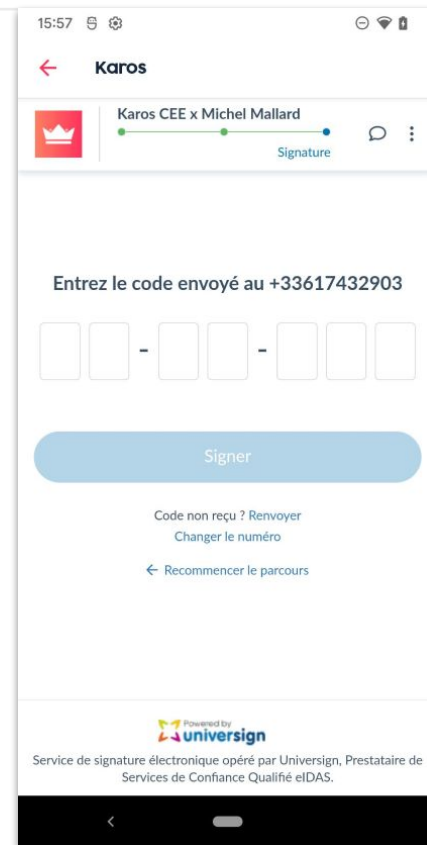 15:57
Karos
Karos CEE x Michel Mallard
Signature
Entrez le code envoyé au +33617432903
- -
Signer
Code non reçu ? Renvoyer
Changer le numéro
← Recommencer le parcours
Powered by
universign
Service de signature électronique opéré par Universign, Prestataire de
Services de Confiance Qualifié eIDAS.